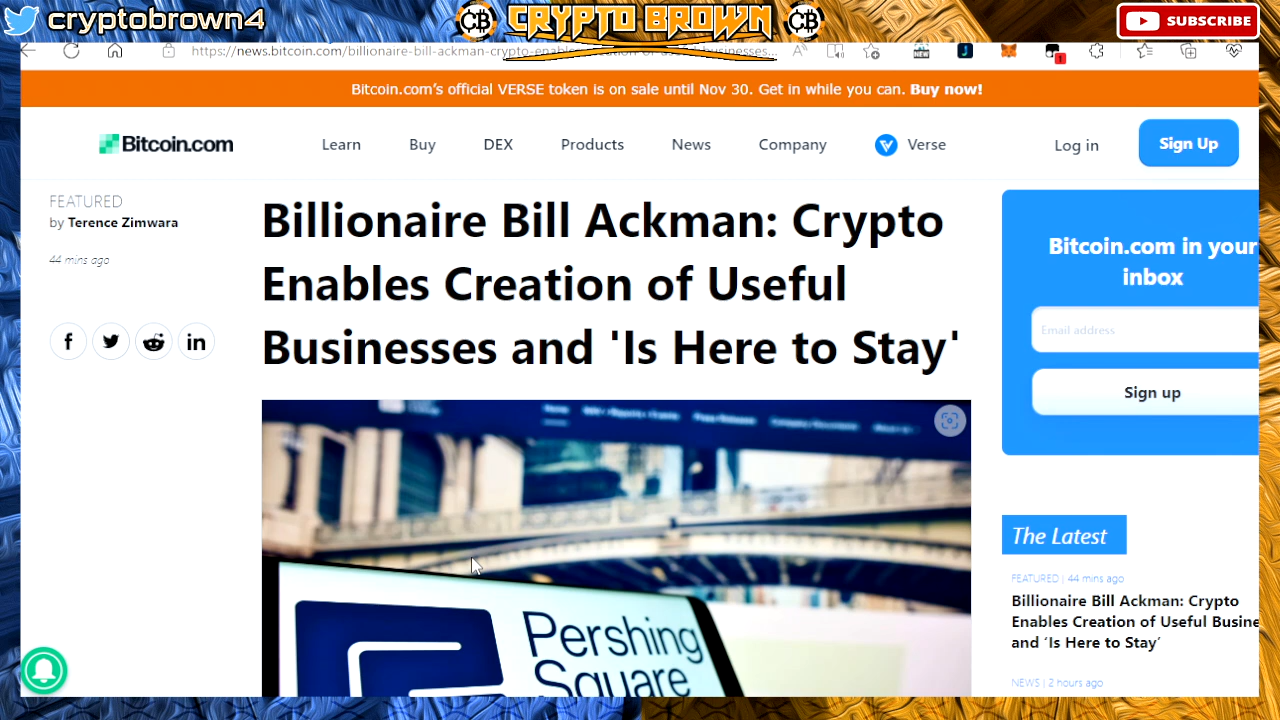 cryptobrown4
CB
CRYPTO BROWN
CB
SUBSCRIBE
Bitcoin.com's official VERSE token is on sale until Nov 30. Get in while you can. Buy now!
Bitcoin.com
Learn
Buy
DEX
Products
News
Company
Verse
Log in
Sign Up
FEATURED
by Terence Zimwara
44 mins ago
Billionaire Bill Ackman: Crypto
Enables Creation of Useful
Businesses and 'Is Here to Stay'
Pershing
Square
Bitcoin.com in your
inbox
Email address
Sign up
The Latest
FEATURED | 44 mins ago
Billionaire Bill Ackman: Crypto
Enables Creation of Useful Busine
and ‘Is Here to Stay’
NEWS | 2 hours ago